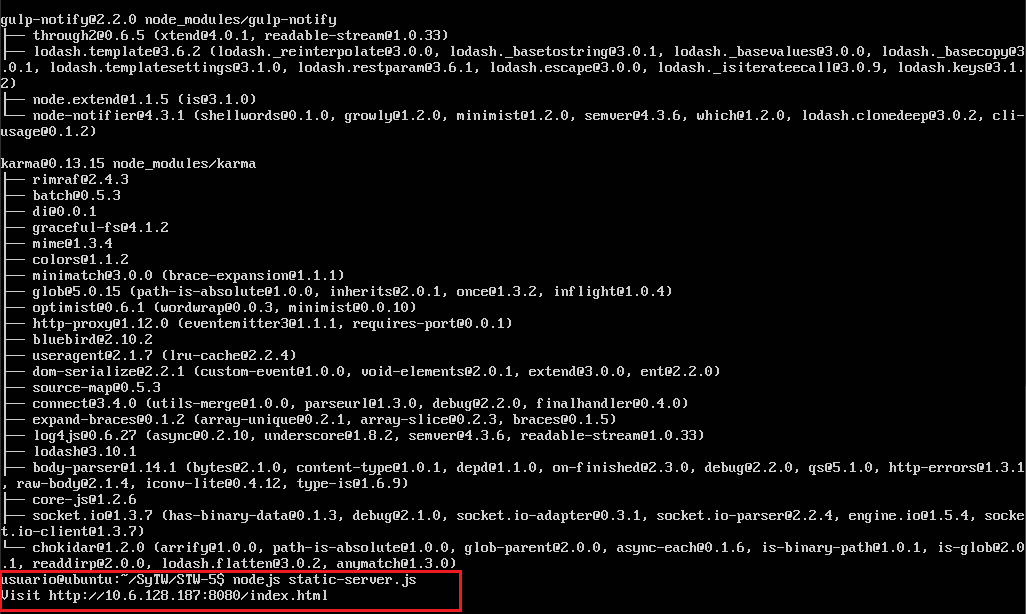 gulp-notify@2.2.0 node_modules/gulp-notify
├── through2@0.6.5 (xtend@4.0.1, readable-stream@1.0.33)
├── lodash.template@3.6.2 (lodash._reinterpolate@3.0.0, lodash._basetostring@3.0.1, lodash._basevalues@3.0.0, lodash._basecopy@3
.0.1, lodash.templatesettings@3.1.0, lodash.restparam@3.6.1, lodash.escape@3.0.0, lodash._isiterateecall@3.0.9, lodash.keys@3.1.
2)
├── node.extend@1.1.5 (is@3.1.0)
└── node-notifier@4.3.1 (shellwords@0.1.0, growly@1.2.0, minimist@1.2.0, semver@4.3.6, which@1.2.0, lodash.clonedeep@3.0.2, cli-
usage@0.1.2)
karma@0.13.15 node_modules/karma
├── rimraf@2.4.3
├── batch@0.5.3
├── di@0.0.1
├── graceful-fs@4.1.2
├── mime@1.3.4
├── colors@1.1.2
├── minimatch@3.0.0 (brace-expansion@1.1.1)
├── glob@5.0.15 (path-is-absolute@1.0.0, inherits@2.0.1, once@1.3.2, inflight@1.0.4)
├── optimist@0.6.1 (wordwrap@0.0.3, minimist@0.0.10)
├── http-proxy@1.12.0 (eventemitter3@1.1.1, requires-port@0.0.1)
├── bluebird@2.10.2
├── useragent@2.1.7 (lru-cache@2.2.4)
├── dom-serialize@2.2.1 (custom-event@1.0.0, void-elements@2.0.1, extend@3.0.0, ent@2.2.0)
├── source-map@0.5.3
├── connect@3.4.0 (utils-merge@1.0.0, parseurl@1.3.0, debug@2.2.0, finalhandler@0.4.0)
├── expand-braces@0.1.2 (array-unique@0.2.1, array-slice@0.2.3, braces@0.1.5)
├── log4js@0.6.27 (async@0.2.10, underscore@1.8.2, semver@4.3.6, readable-stream@1.0.33)
├── lodash@3.10.1
├── body-parser@1.14.1 (bytes@2.1.0, content-type@1.0.1, depd@1.1.0, on-finished@2.3.0, debug@2.2.0, qs@5.1.0, http-errors@1.3.1
, raw-body@2.1.4, iconv-lite@0.4.12, type-is@1.6.9)
├── core-js@1.2.6
├── socket.io@1.3.7 (has-binary-data@0.1.3, debug@2.1.0, socket.io-adapter@0.3.1, socket.io-parser@2.2.4, engine.io@1.5.4, socke
t.io-client@1.3.7)
└── chokidar@1.2.0 (arrify@1.0.0, path-is-absolute@1.0.0, glob-parent@2.0.0, async-each@0.1.6, is-binary-path@1.0.1, is-glob@2.0
.1, readdirp@2.0.0, lodash.flatten@3.0.2, anymatch@1.3.0)
usuario@ubuntu:~/SyTW/STW-5$ nodejs static-server.js
Visit http://10.6.128.187:8080/index.html